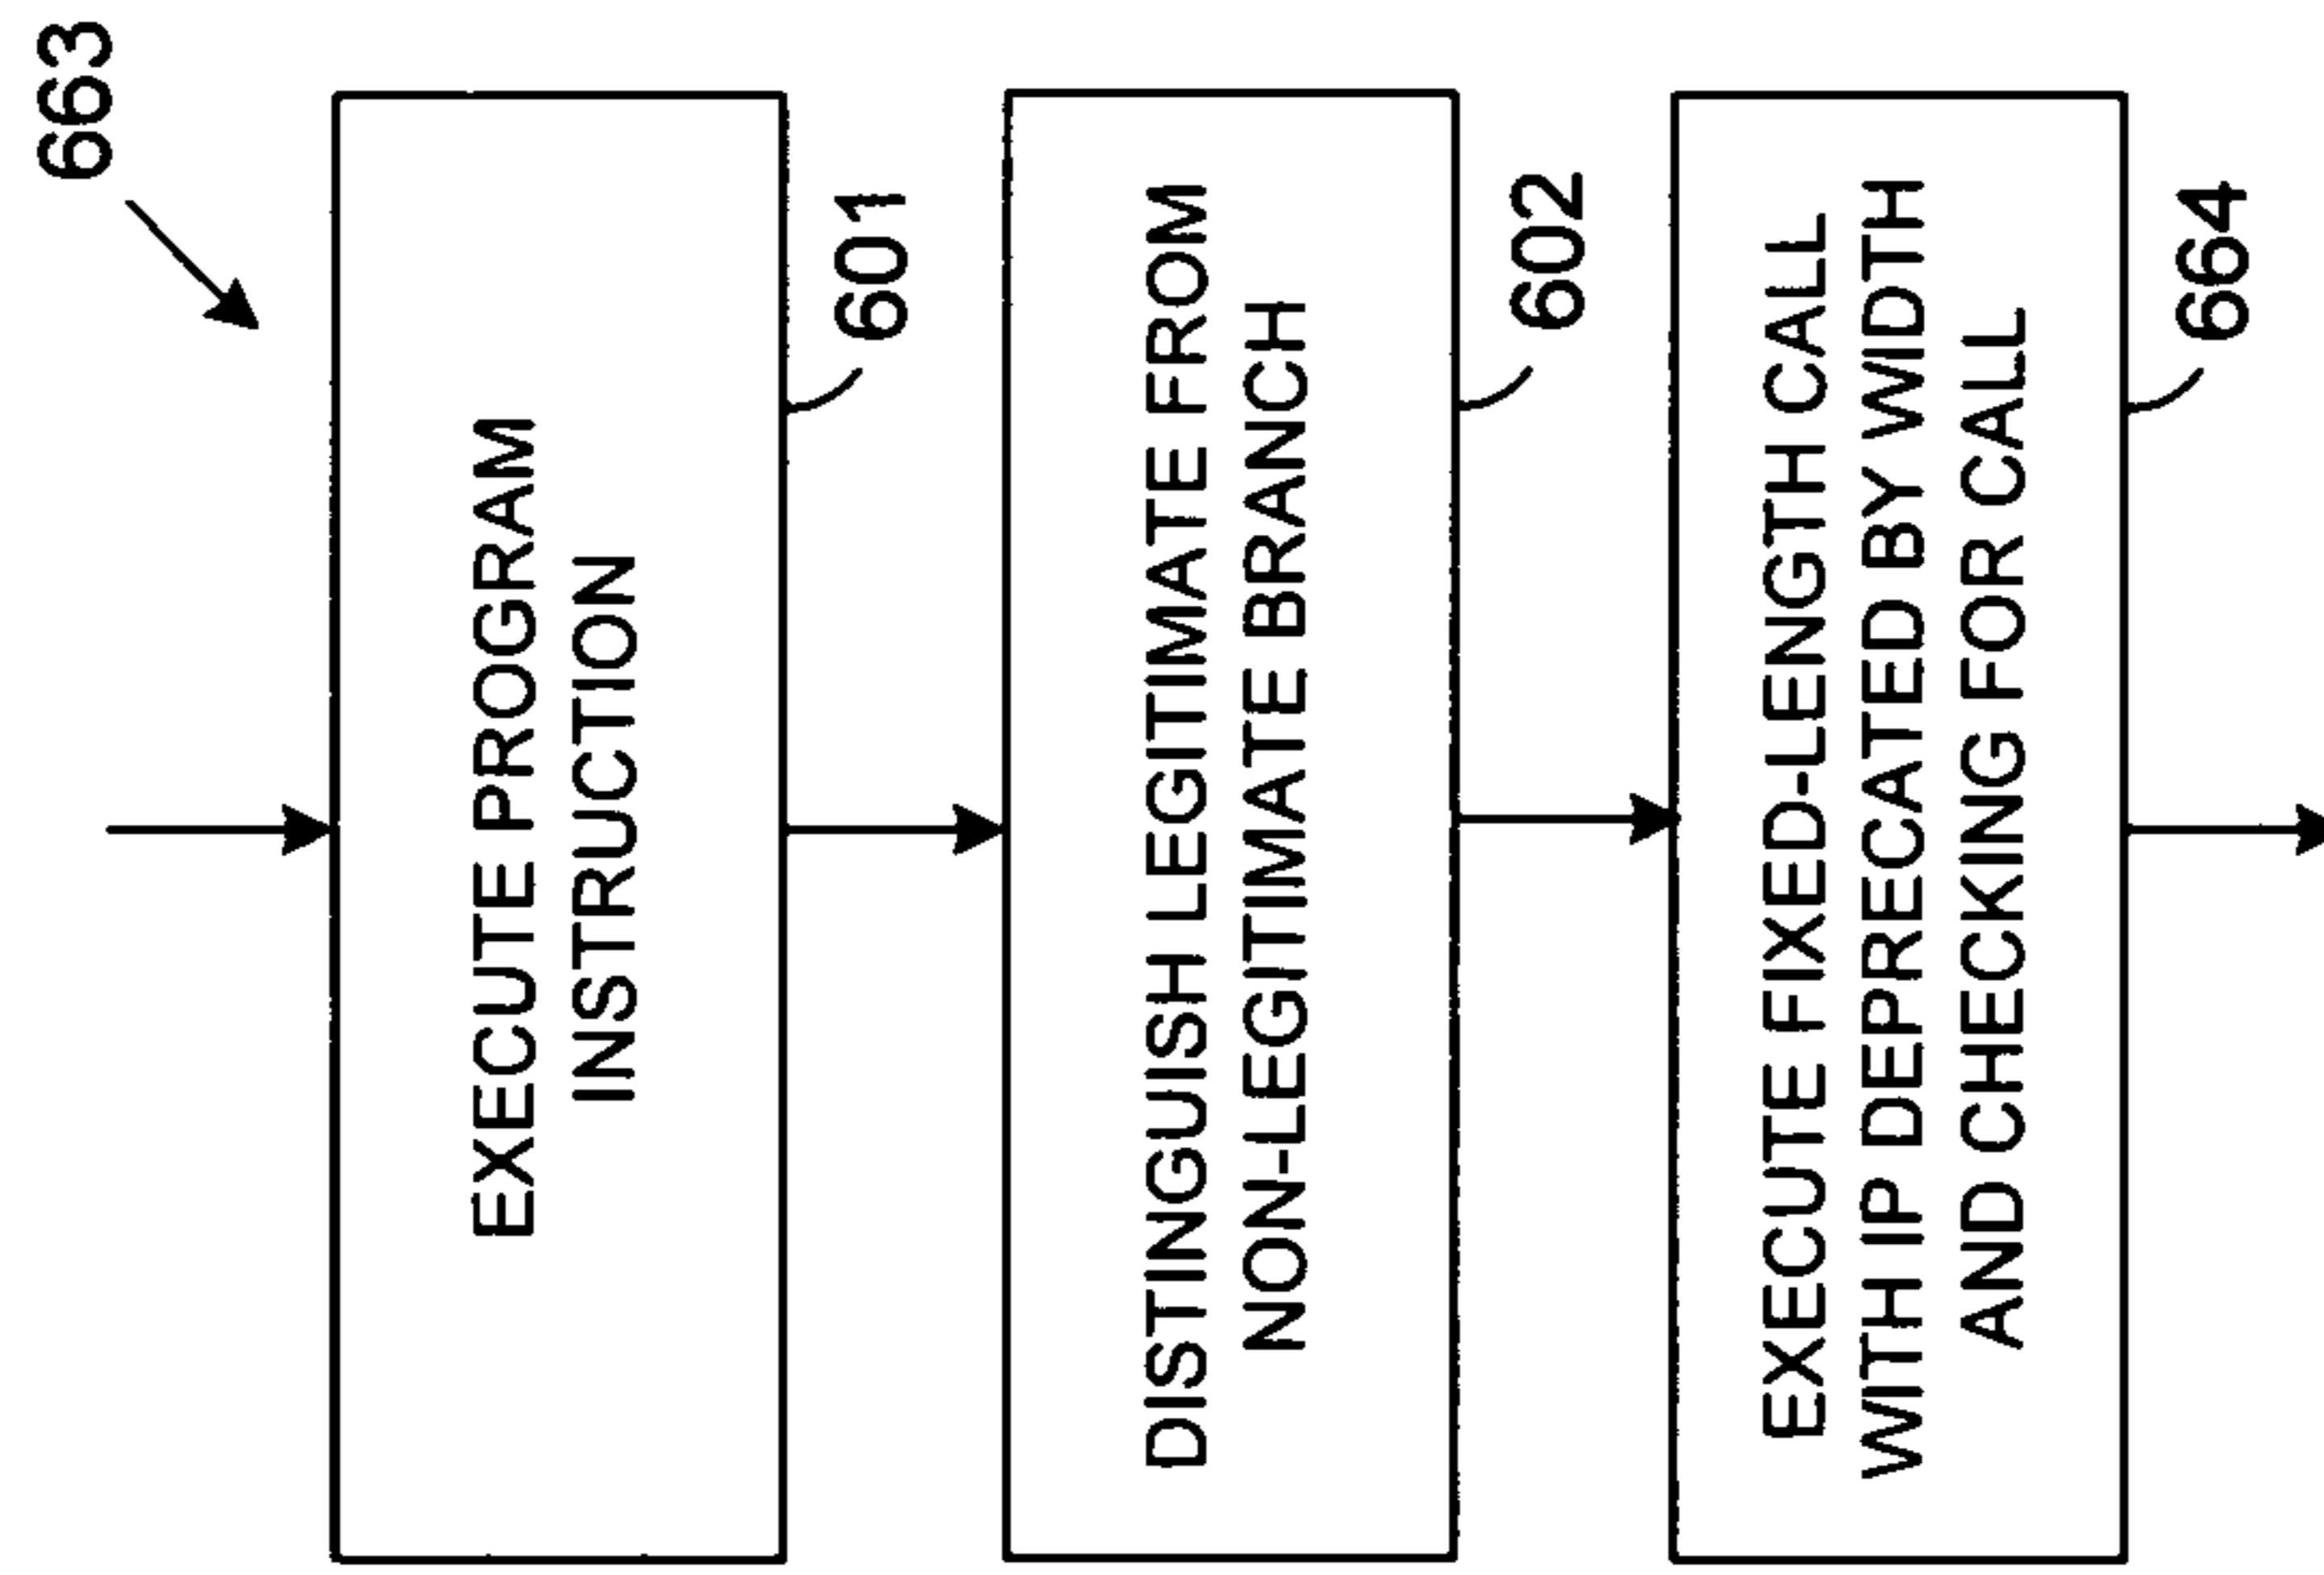 663
EXECUTE PROGRAM
INSTRUCTION
601
DISTINGUISH LEGITIMATE FROM
NON-LEGITIMATE BRANCH
602
EXECUTE FIXED-LENGTH CALL
WITH IP DEPRECATED BY WIDTH
AND CHECKING FOR CALL
664